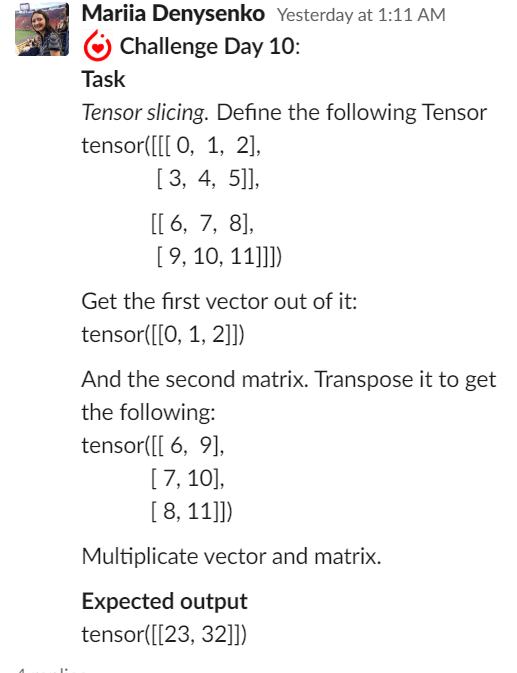 Mariia Denysenko Yesterday at 1:11 AM
Challenge Day 10:
Task
Tensor slicing. Define the following Tensor
tensor([[[ 0, 1, 2],
[ 3, 4, 5]],
[[ 6, 7, 8],
[ 9, 10, 11]]])
Get the first vector out of it:
tensor([[0, 1, 2]])
And the second matrix. Transpose it to get
the following:
tensor([[ 6, 9],
[ 7, 10],
[ 8, 11]])
Multiplicate vector and matrix.
Expected output
tensor([[23, 32]])